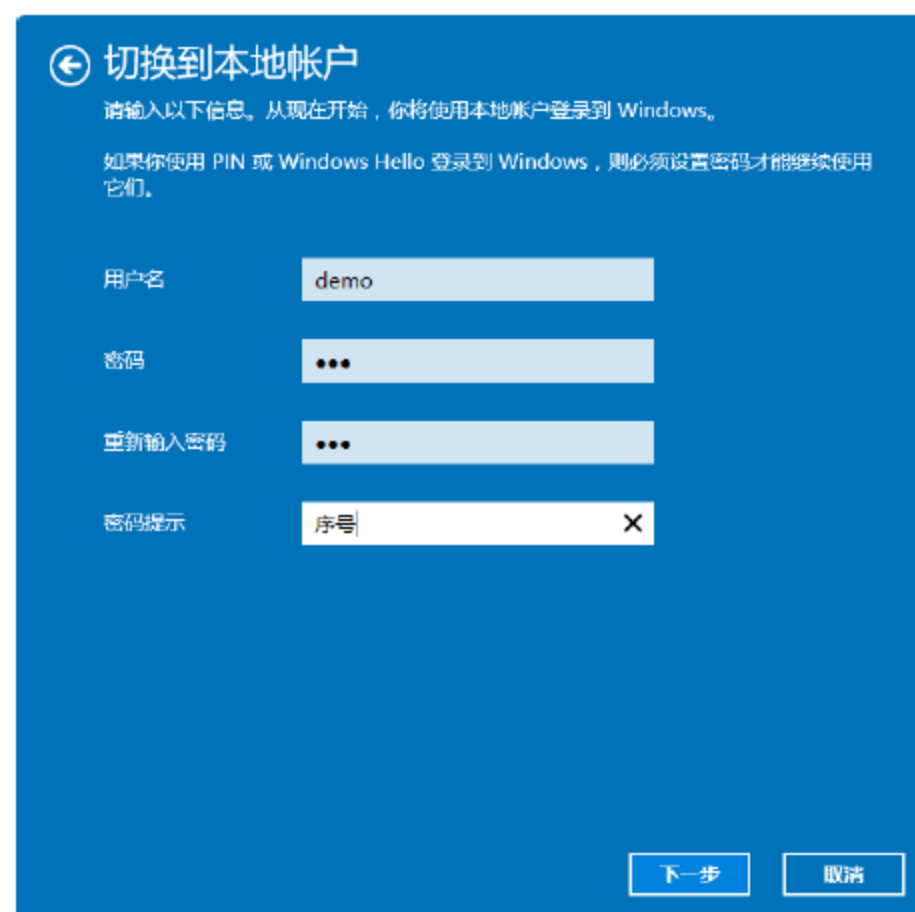 切换到本地帐户
请输入以下信息。从现在开始，你将使用本地帐户登录到 Windows。
如果你使用 PIN 或 Windows Hello 登录到 Windows，则必须设置密码才能继续使用
它们。
用户名 demo
密码 •••
重新输入密码 •••
密码提示 序号
下一步 取消